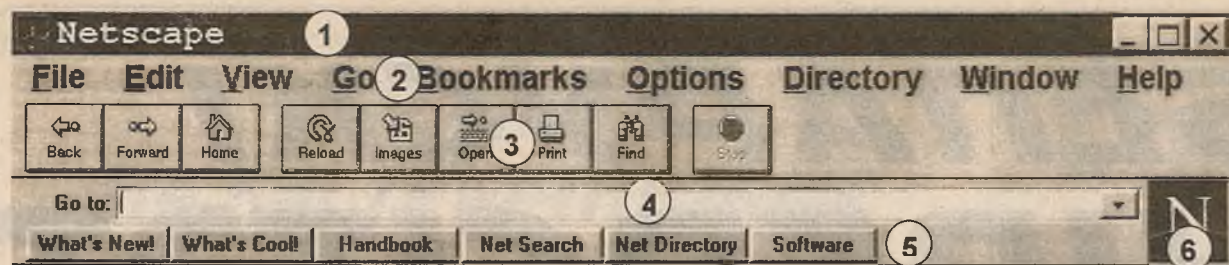 Netscape 1
File Edit View Go 2 Bookmarks Options Directory Window Help
Back Forward Home Reload Images Open 3 Print Find Stop
Go to: 4
What's New! What's Cool! Handbook Net Search Net Directory Software 5 N 6